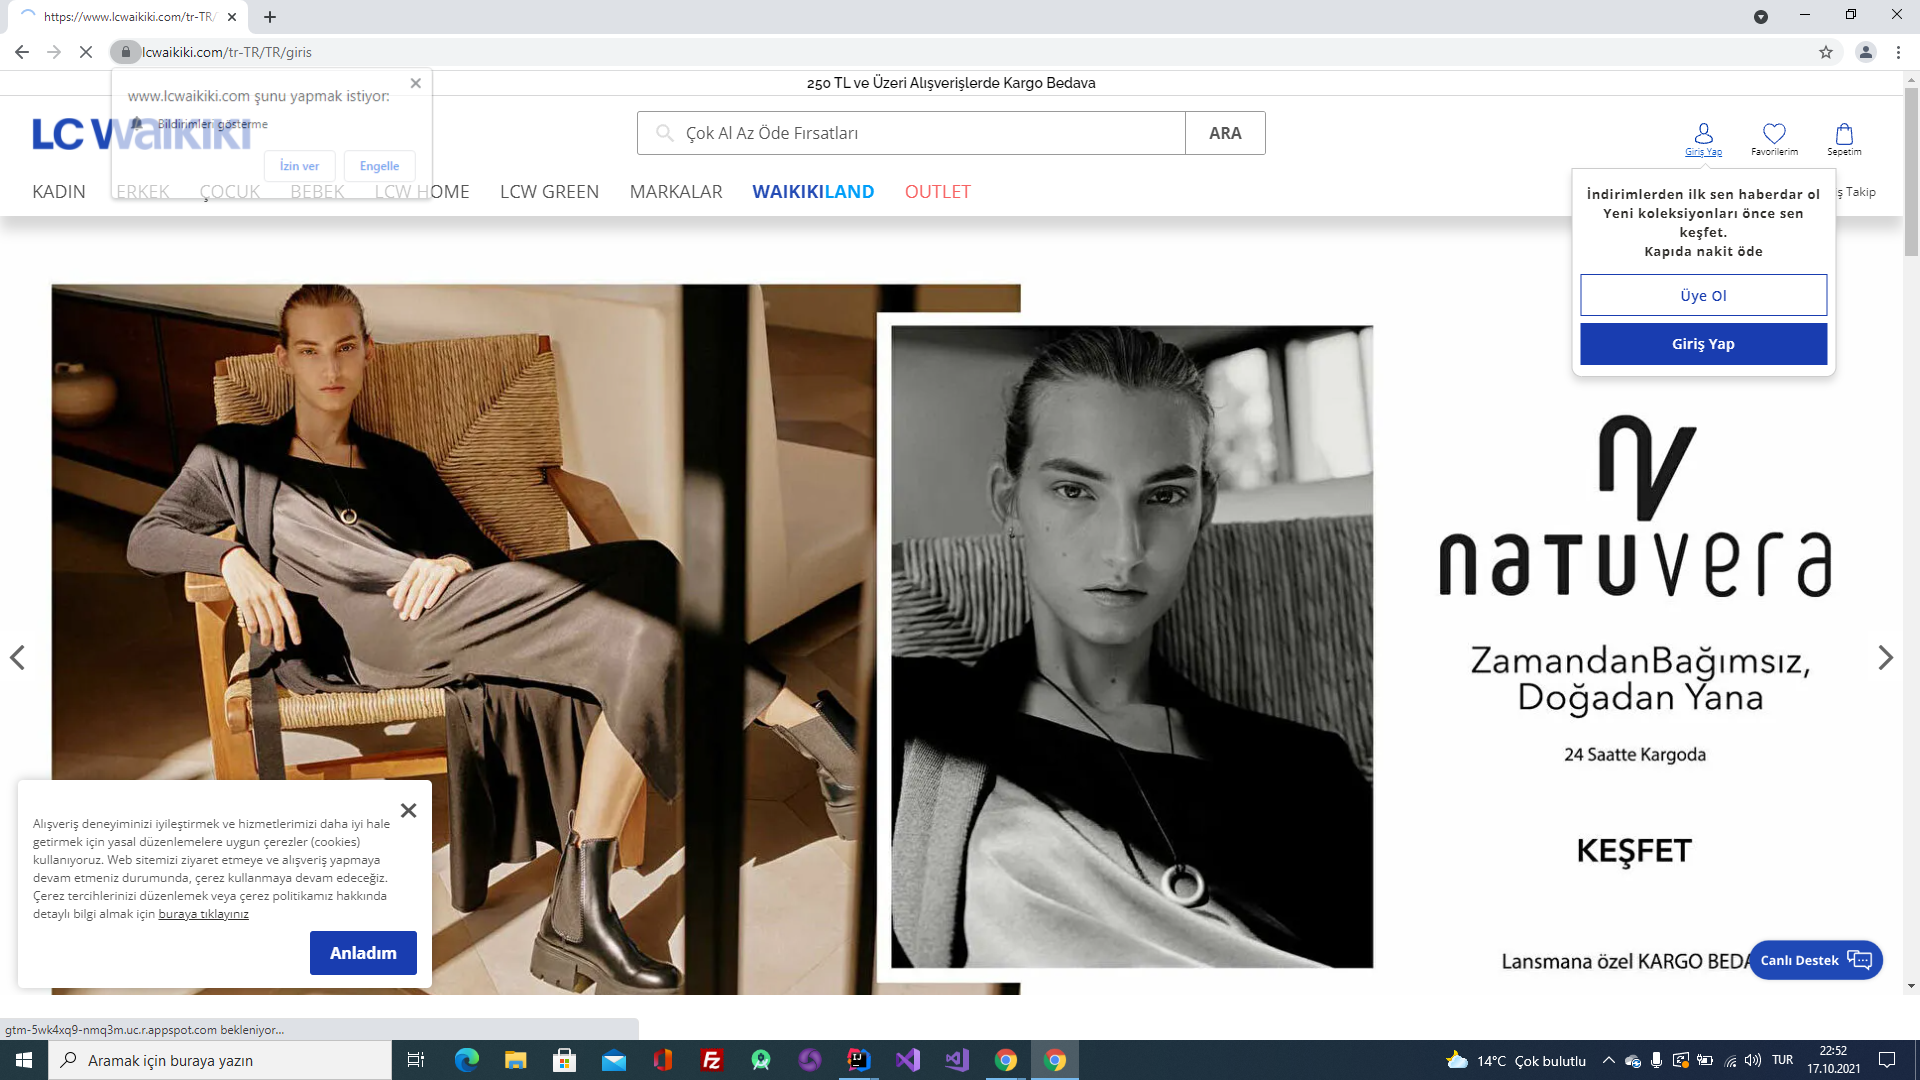 https://www.lcwaikiki.com/tr-TR/
lcwaikiki.com/tr-TR/TR/giris
www.lcwaikiki.com şunu yapmak istiyor:
Bildirimleri gösterme
İzin ver
Engelle
250 TL ve Üzeri Alışverişlerde Kargo Bedava
LC WAIKIKI
Çok Al Az Öde Fırsatları
ARA
Giriş Yap
Favorilerim
Sepetim
KADIN
ERKEK
ÇOCUK
BEBEK
LCW HOME
LCW GREEN
MARKALAR
WAIKIKILAND
OUTLET
Takip
İndirimlerden ilk sen haberdar ol
Yeni koleksiyonları önce sen
keşfet.
Kapıda nakit öde
Üye Ol
Giriş Yap
naTUvera
ZamandanBağımsız,
Doğadan Yana
24 Saatte Kargoda
KEŞFET
Lansmana özel KARGO
Canlı Destek
Alışveriş deneyiminizi iyileştirmek ve hizmetlerimizi daha iyi hale
getirmek için yasal düzenlemelere uygun çerezler (cookies)
kullanıyoruz. Web sitemizi ziyaret etmeye ve alışveriş yapmaya
devam etmeniz durumunda, çerez kullanmaya devam edeceğiz.
Çerez tercihlerinizi düzenlemek veya çerez politikamız hakkında
detaylı bilgi almak için buraya tıklayınız
Anladım
gtm-5wk4xq9-nmq3m.uc.r.appspot.com bekleniyor...
Aramak için buraya yazın
14°C Çok bulutlu
TUR
22:52
17.10.2021